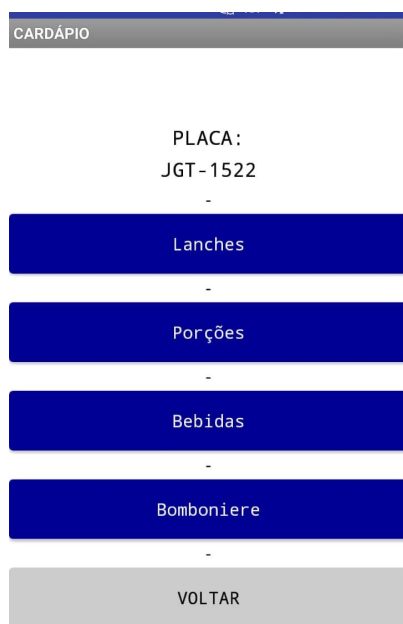 CARDÁPIO
PLACA:
JGT-1522
-
Lanches
-
Porções
-
Bebidas
-
Bomboniere
-
VOLTAR